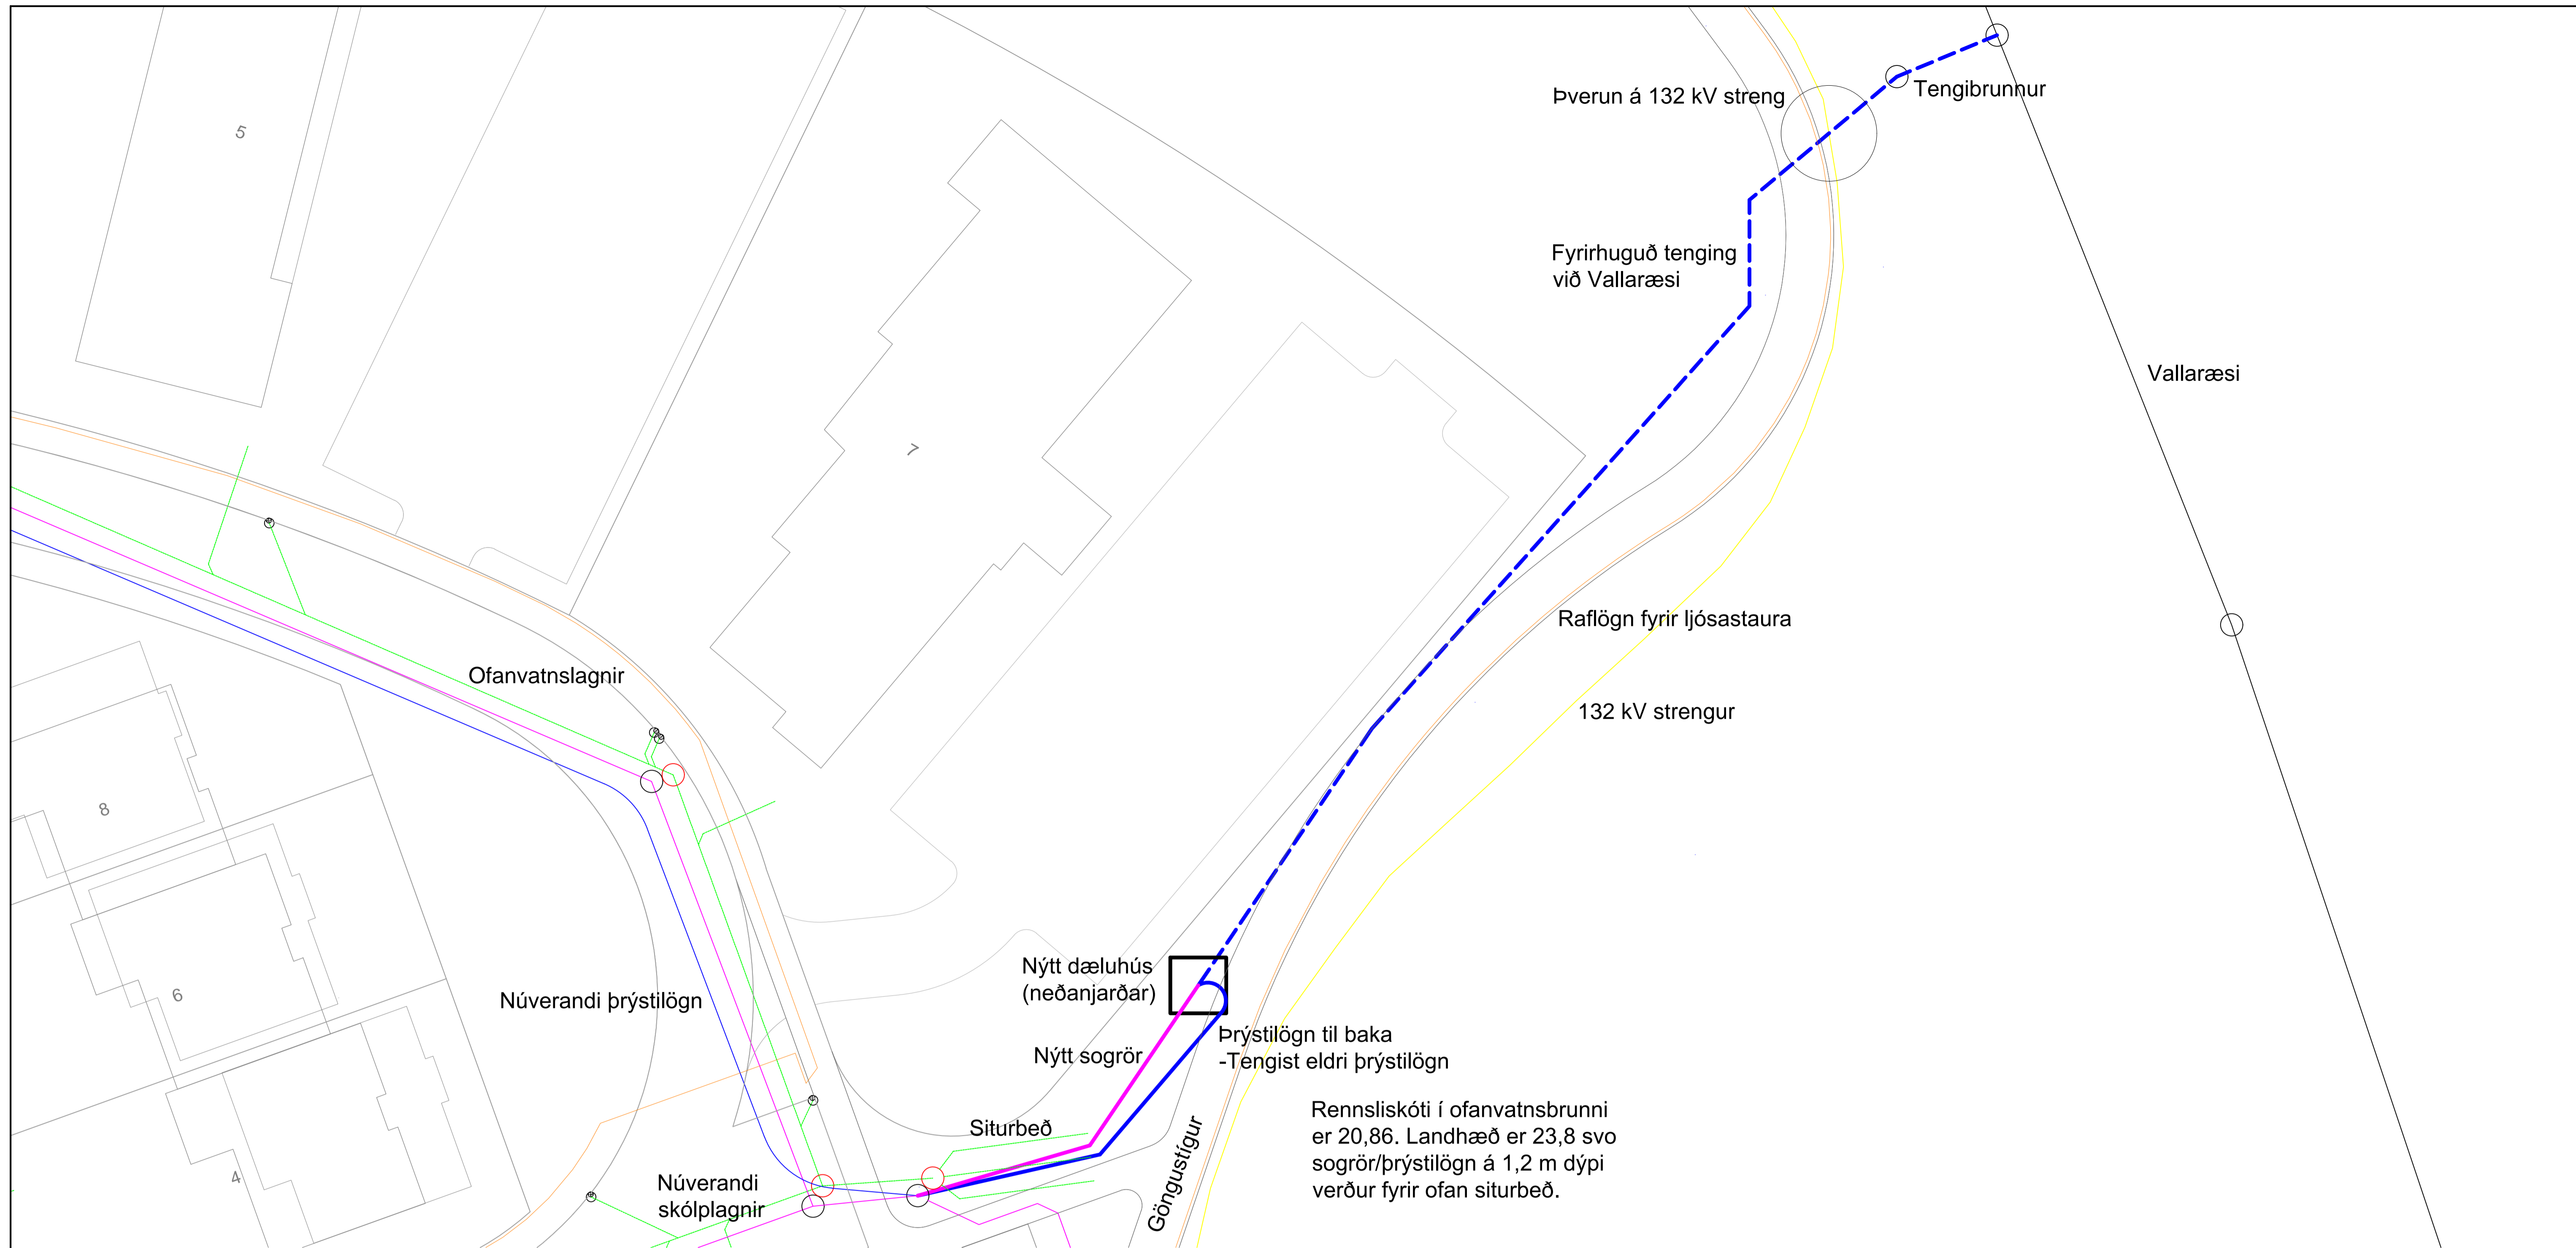 5
Þverun á 132 kV streng
Tengibrunnur
Fyrirhuguð tenging
við Vallaræsi
Vallaræsi
7
Raflögn fyrir ljósastaura
Ofanvatnslagnir
132 kV strengur
8
Nýtt dæluhús
(neðanjarðar)
6
Núverandi þrýstilögn
Þrýstilögn til baka
-Tengist eldri þrýstilögn
Nýtt sogrör
Rennsliskóti í ofanvatnsbrunni
er 20,86. Landhæð er 23,8 svo
sogrör/þrýstilögn á 1,2 m dýpi
verður fyrir ofan siturbeð.
Siturbeð
Göngustígur
4
Núverandi
skólplagnir